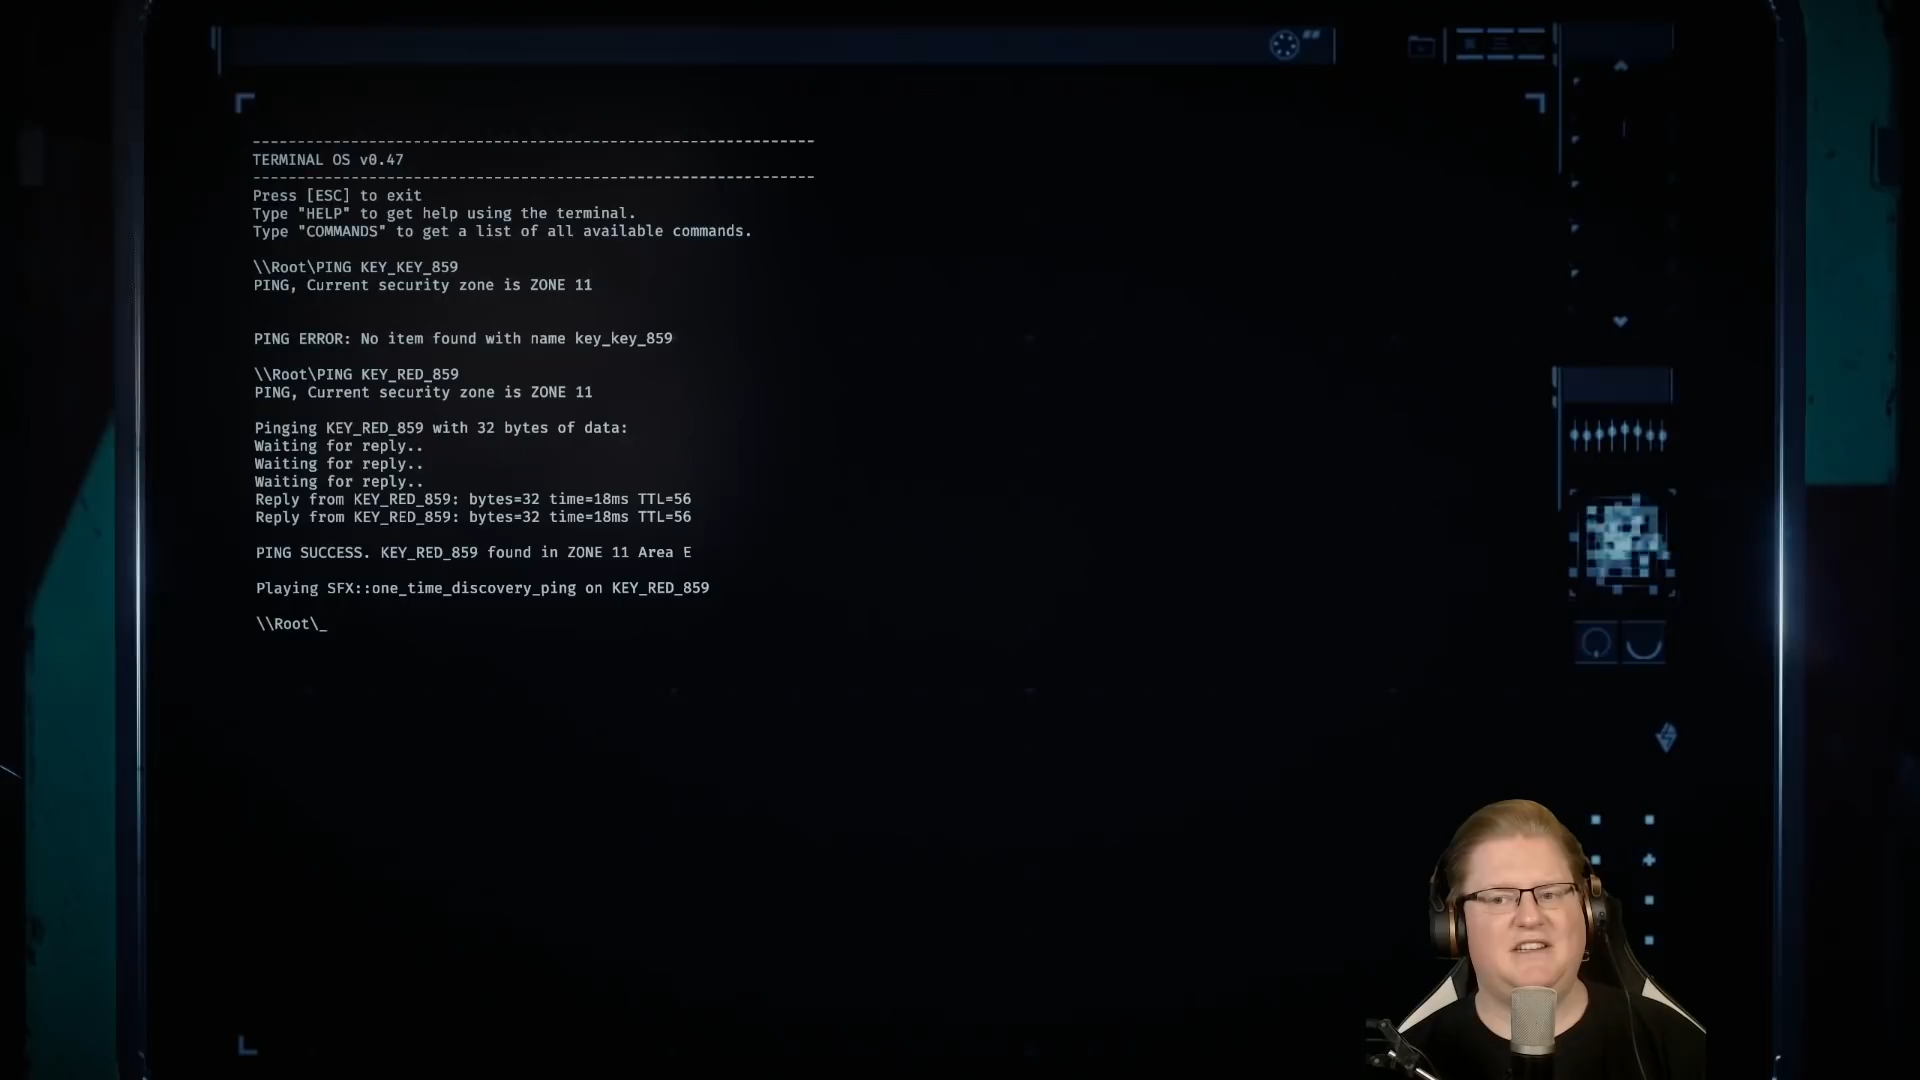 ---------------------------------------------------------------
TERMINAL OS v0.47
---------------------------------------------------------------
Press [ESC] to exit
Type "HELP" to get help using the terminal.
Type "COMMANDS" to get a list of all available commands.
\\Root\PING KEY_KEY_859
PING, Current security zone is ZONE 11
PING ERROR: No item found with name key_key_859
\\Root\PING KEY_RED_859
PING, Current security zone is ZONE 11
Pinging KEY_RED_859 with 32 bytes of data:
Waiting for reply..
Waiting for reply..
Waiting for reply..
Reply from KEY_RED_859: bytes=32 time=18ms TTL=56
Reply from KEY_RED_859: bytes=32 time=18ms TTL=56
PING SUCCESS. KEY_RED_859 found in ZONE 11 Area E
Playing SFX::one_time_discovery_ping on KEY_RED_859
\\Root\_